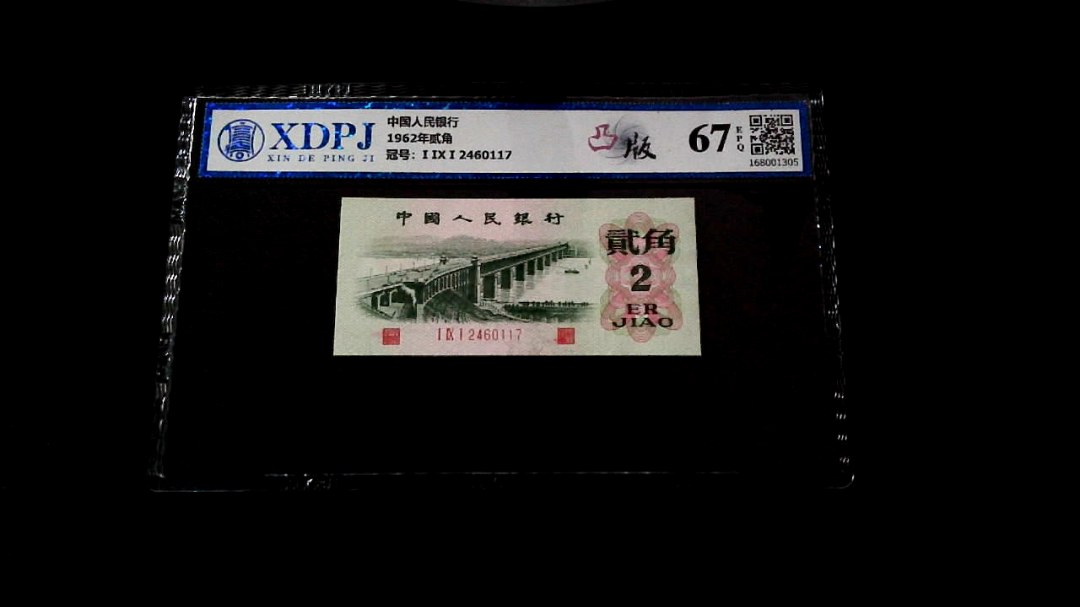 XDPJ
XIN DE PING JI
中国人民银行
1962年贰角
冠号：I IX I 2460117
凸版
67
EPQ
168001305
中國人民銀行
貳角
2
ER
JIAO
I IX I 2460117